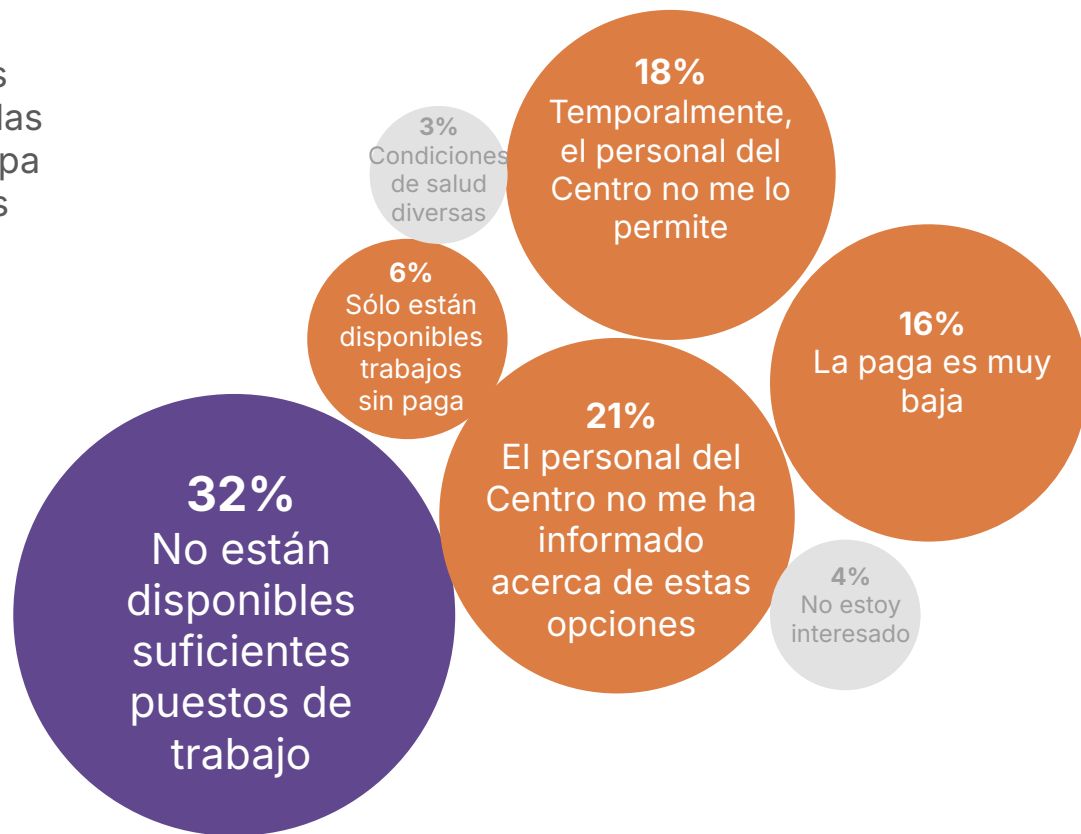 s
las
pa
s
18%
Temporalmente,
el personal del
Centro no me lo
permite
3%
Condiciones
de salud
diversas
6%
Sólo están
disponibles
trabajos
sin paga
16%
La paga es muy
baja
21%
El personal del
Centro no me ha
informado
acerca de estas
opciones
32%
No están
disponibles
suficientes
puestos de
trabajo
4%
No estoy
interesado